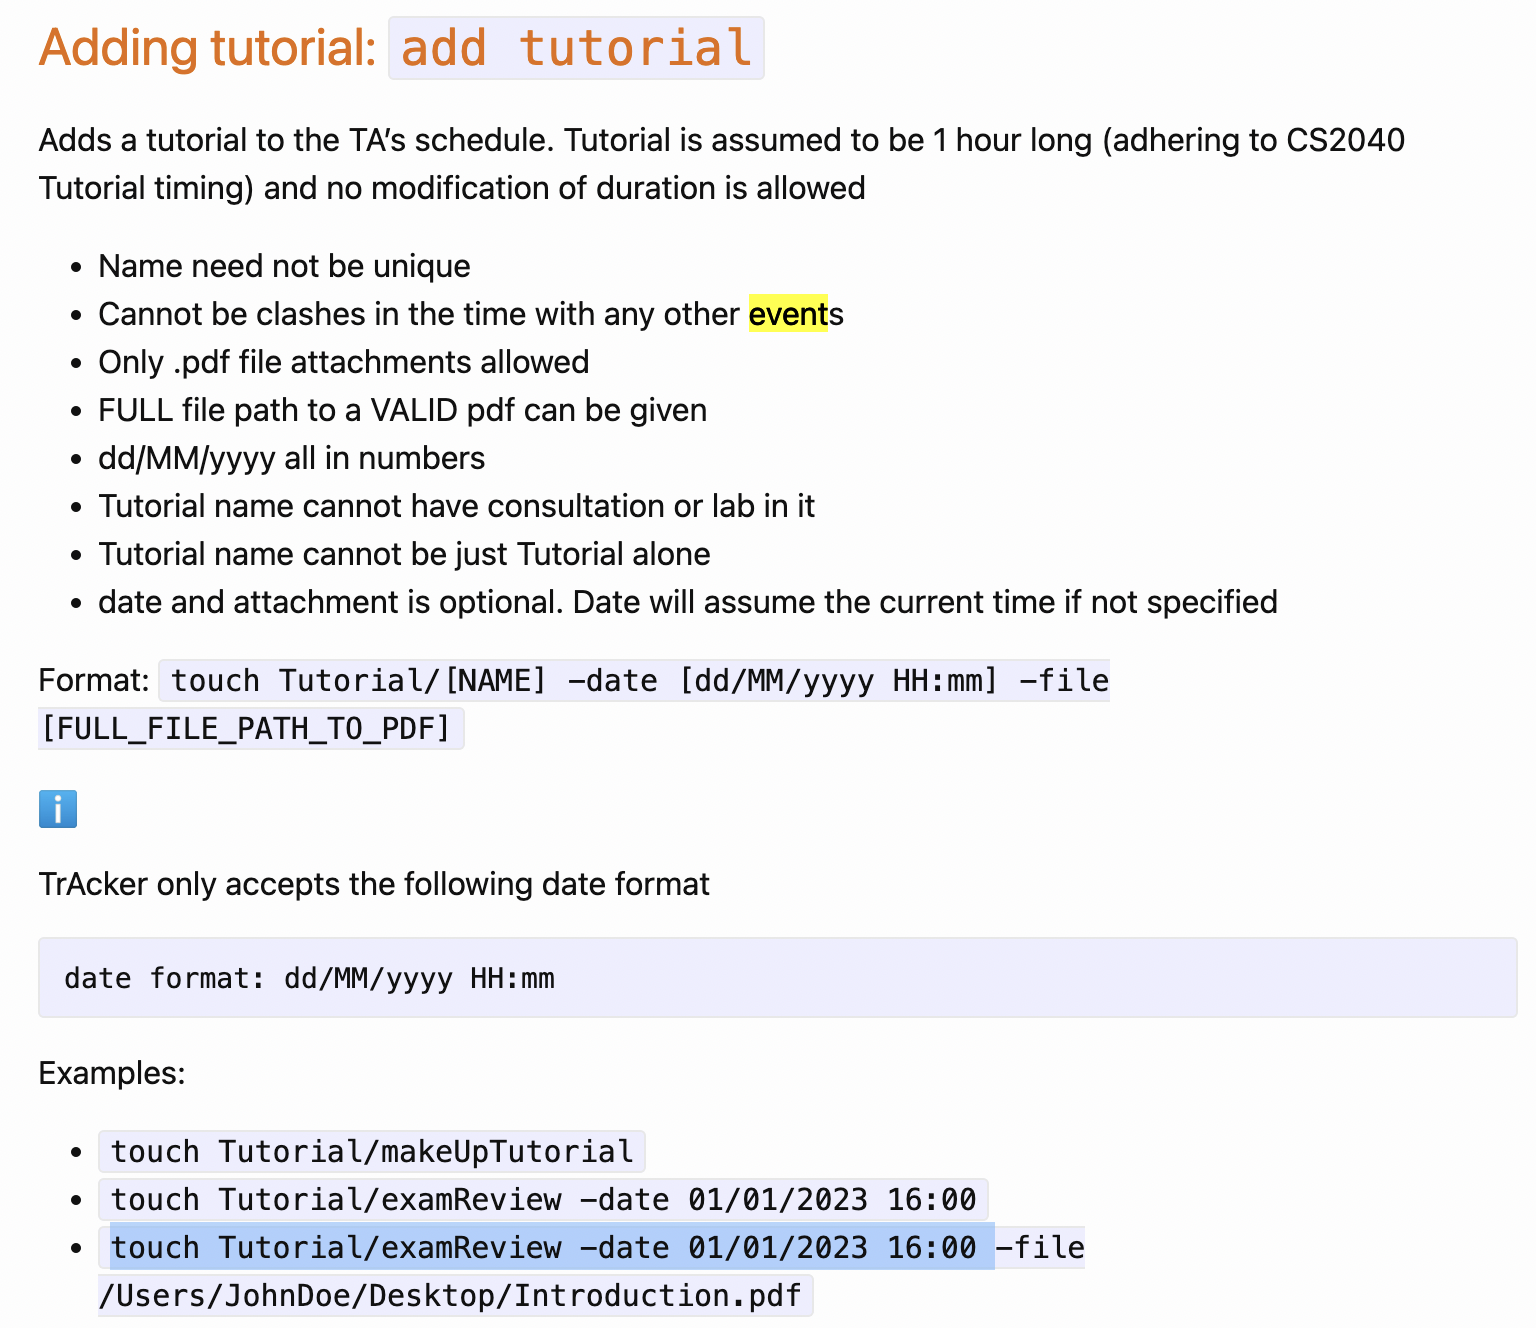 Adding tutorial: add tutorial
Adds a tutorial to the TA’s schedule. Tutorial is assumed to be 1 hour long (adhering to CS2040
Tutorial timing) and no modification of duration is allowed
• Name need not be unique
• Cannot be clashes in the time with any other events
• Only .pdf file attachments allowed
• FULL file path to a VALID pdf can be given
• dd/MM/yyyy all in numbers
• Tutorial name cannot have consultation or lab in it
• Tutorial name cannot be just Tutorial alone
• date and attachment is optional. Date will assume the current time if not specified
Format: touch Tutorial/[NAME] -date [dd/MM/yyyy HH:mm] -file
[FULL_FILE_PATH_TO_PDF]
ℹ️
TrAcker only accepts the following date format
date format: dd/MM/yyyy HH:mm
Examples:
• touch Tutorial/makeUpTutorial
• touch Tutorial/examReview -date 01/01/2023 16:00
• touch Tutorial/examReview -date 01/01/2023 16:00 -file
/Users/JohnDoe/Desktop/Introduction.pdf